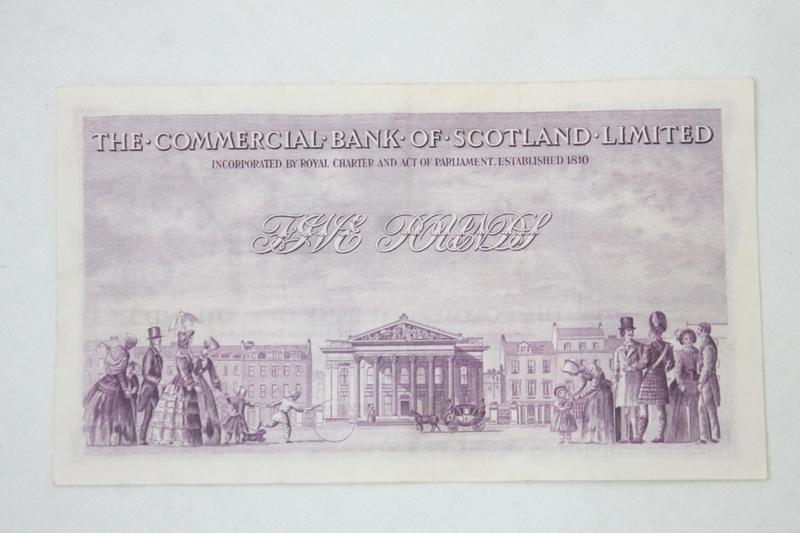 THE·COMMERCIAL·BANK·OF·SCOTLAND·LIMITED
INCORPORATED BY ROYAL CHARTER AND ACT OF PARLIAMENT. ESTABLISHED 1810
FIVE POUNDS